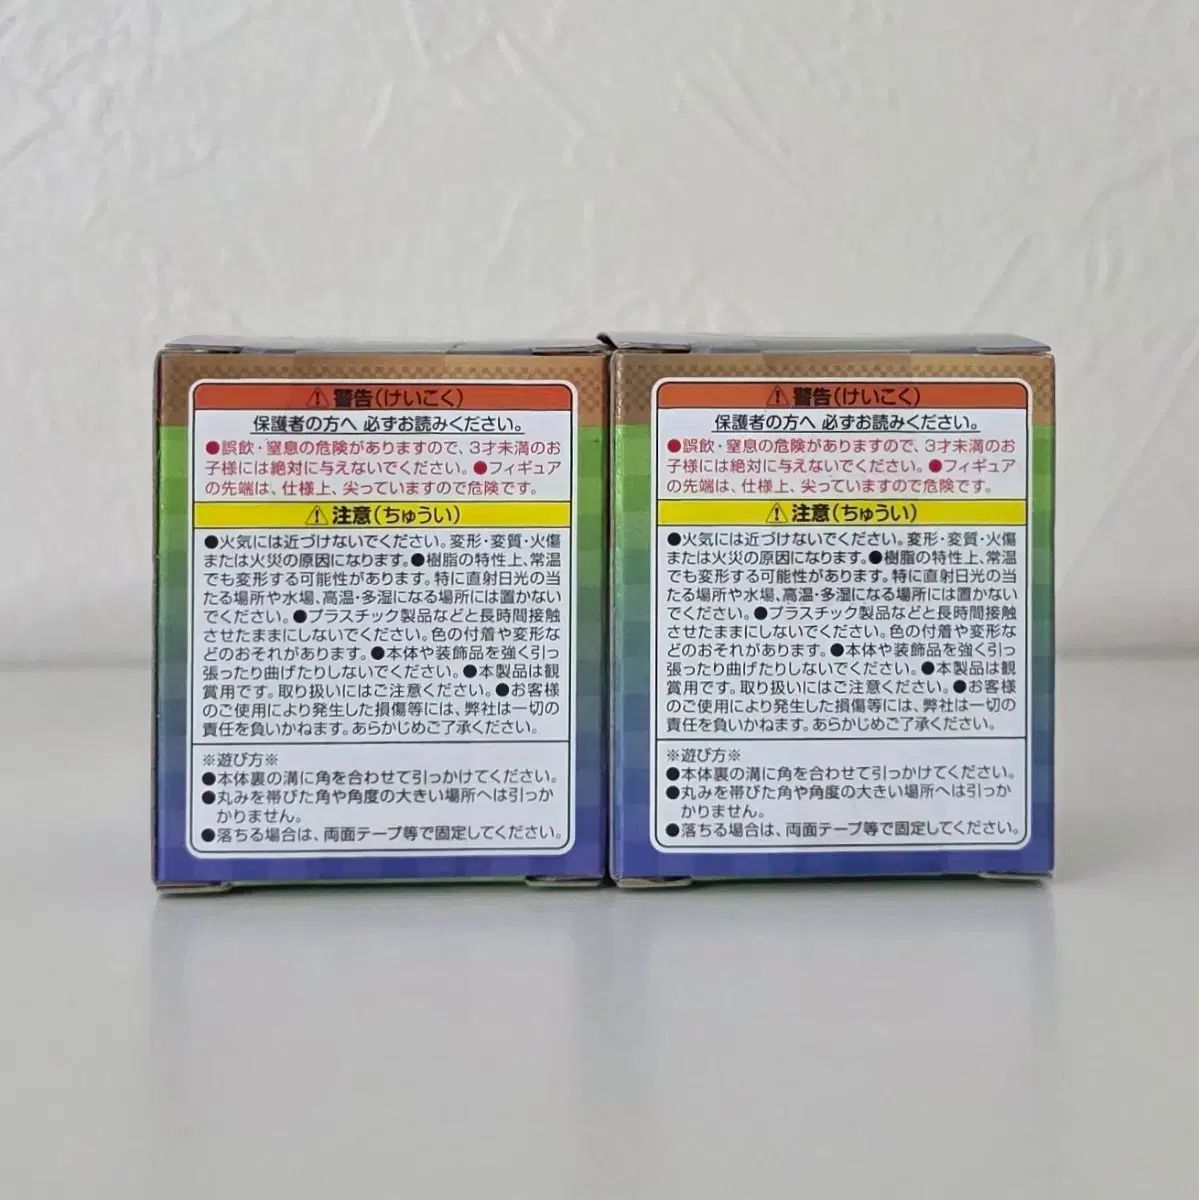 ⚠警告(けいこく)
保護者の方へ 必ずお読みください。
●誤飲・窒息の危険がありますので、3才未満のお
子様には絶対に与えないでください。●フィギュア
の先端は、仕様上、尖っていますので危険です。
⚠注意(ちゅうい)
●火気には近づけないでください。変形・変質・火傷
または火災の原因になります。●樹脂の特性上、常温
でも変形する可能性があります。特に直射日光の当
たる場所や水場、高温・多湿になる場所には置かない
でください。●プラスチック製品などと長時間接触
させたままにしないでください。色の付着や変形な
どのおそれがあります。●本体や装飾品を強く引っ
張ったり曲げたりしないでください。●本製品は観
賞用です。取り扱いにはご注意ください。●お客様
のご使用により発生した損傷等には、弊社は一切の
責任を負いかねます。あらかじめご了承ください。
※遊び方※
●本体裏の溝に角を合わせて引っかけてください。
●丸みを帯びた角や角度の大きい場所へは引っか
かりません。
●落ちる場合は、両面テープ等で固定してください。
⚠警告(けいこく)
保護者の方へ 必ずお読みください。
●誤飲・窒息の危険がありますので、3才未満のお
子様には絶対に与えないでください。●フィギュア
の先端は、仕様上、尖っていますので危険です。
⚠注意(ちゅうい)
●火気には近づけないでください。変形・変質・火傷
または火災の原因になります。●樹脂の特性上、常温
でも変形する可能性があります。特に直射日光の当
たる場所や水場、高温・多湿になる場所には置かない
でください。●プラスチック製品などと長時間接触
させたままにしないでください。色の付着や変形な
どのおそれがあります。●本体や装飾品を強く引っ
張ったり曲げたりしないでください。●本製品は観
賞用です。取り扱いにはご注意ください。●お客様
のご使用により発生した損傷等には、弊社は一切の
責任を負いかねます。あらかじめご了承ください。
※遊び方※
●本体裏の溝に角を合わせて引っかけてください。
●丸みを帯びた角や角度の大きい場所へは引っか
かりません。
●落ちる場合は、両面テープ等で固定してください。